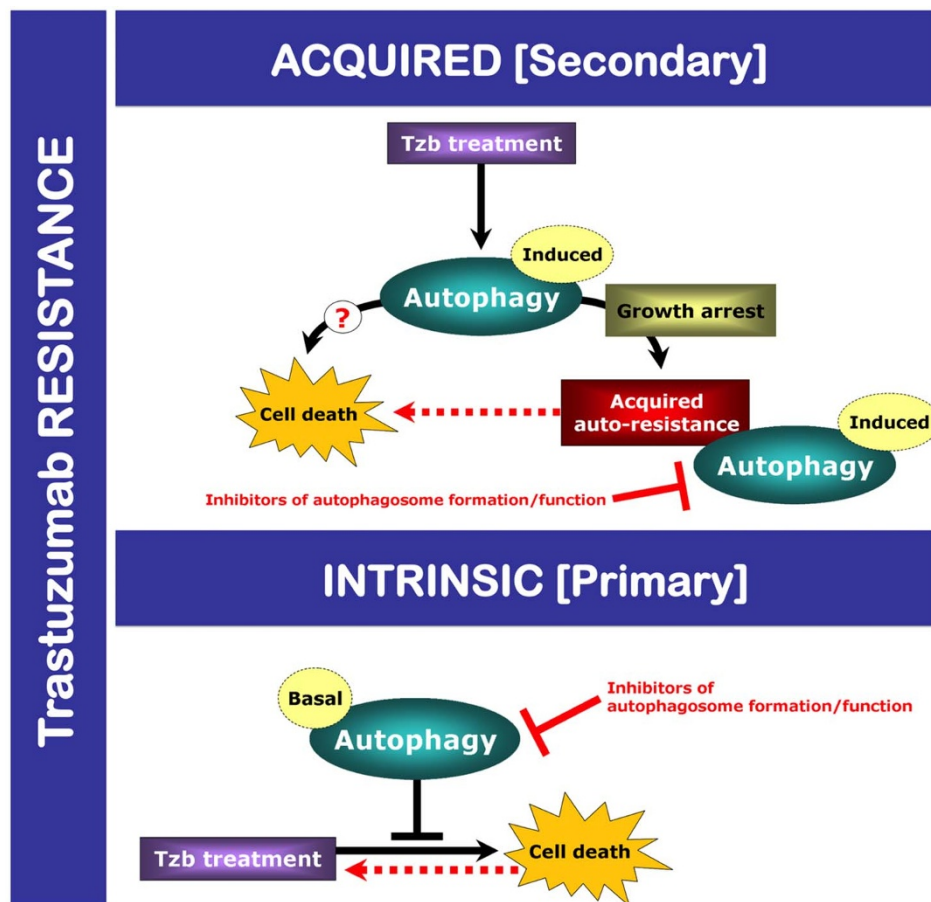 Trastuzumab RESISTANCE
ACQUIRED [Secondary]
Tzb treatment
Induced
Autophagy
Growth arrest
?
Cell death
Acquired
auto-resistance
Induced
Autophagy
Inhibitors of autophagosome formation/function
INTRINSIC [Primary]
Basal
Autophagy
Inhibitors of
autophagosome formation/function
Tzb treatment
Cell death